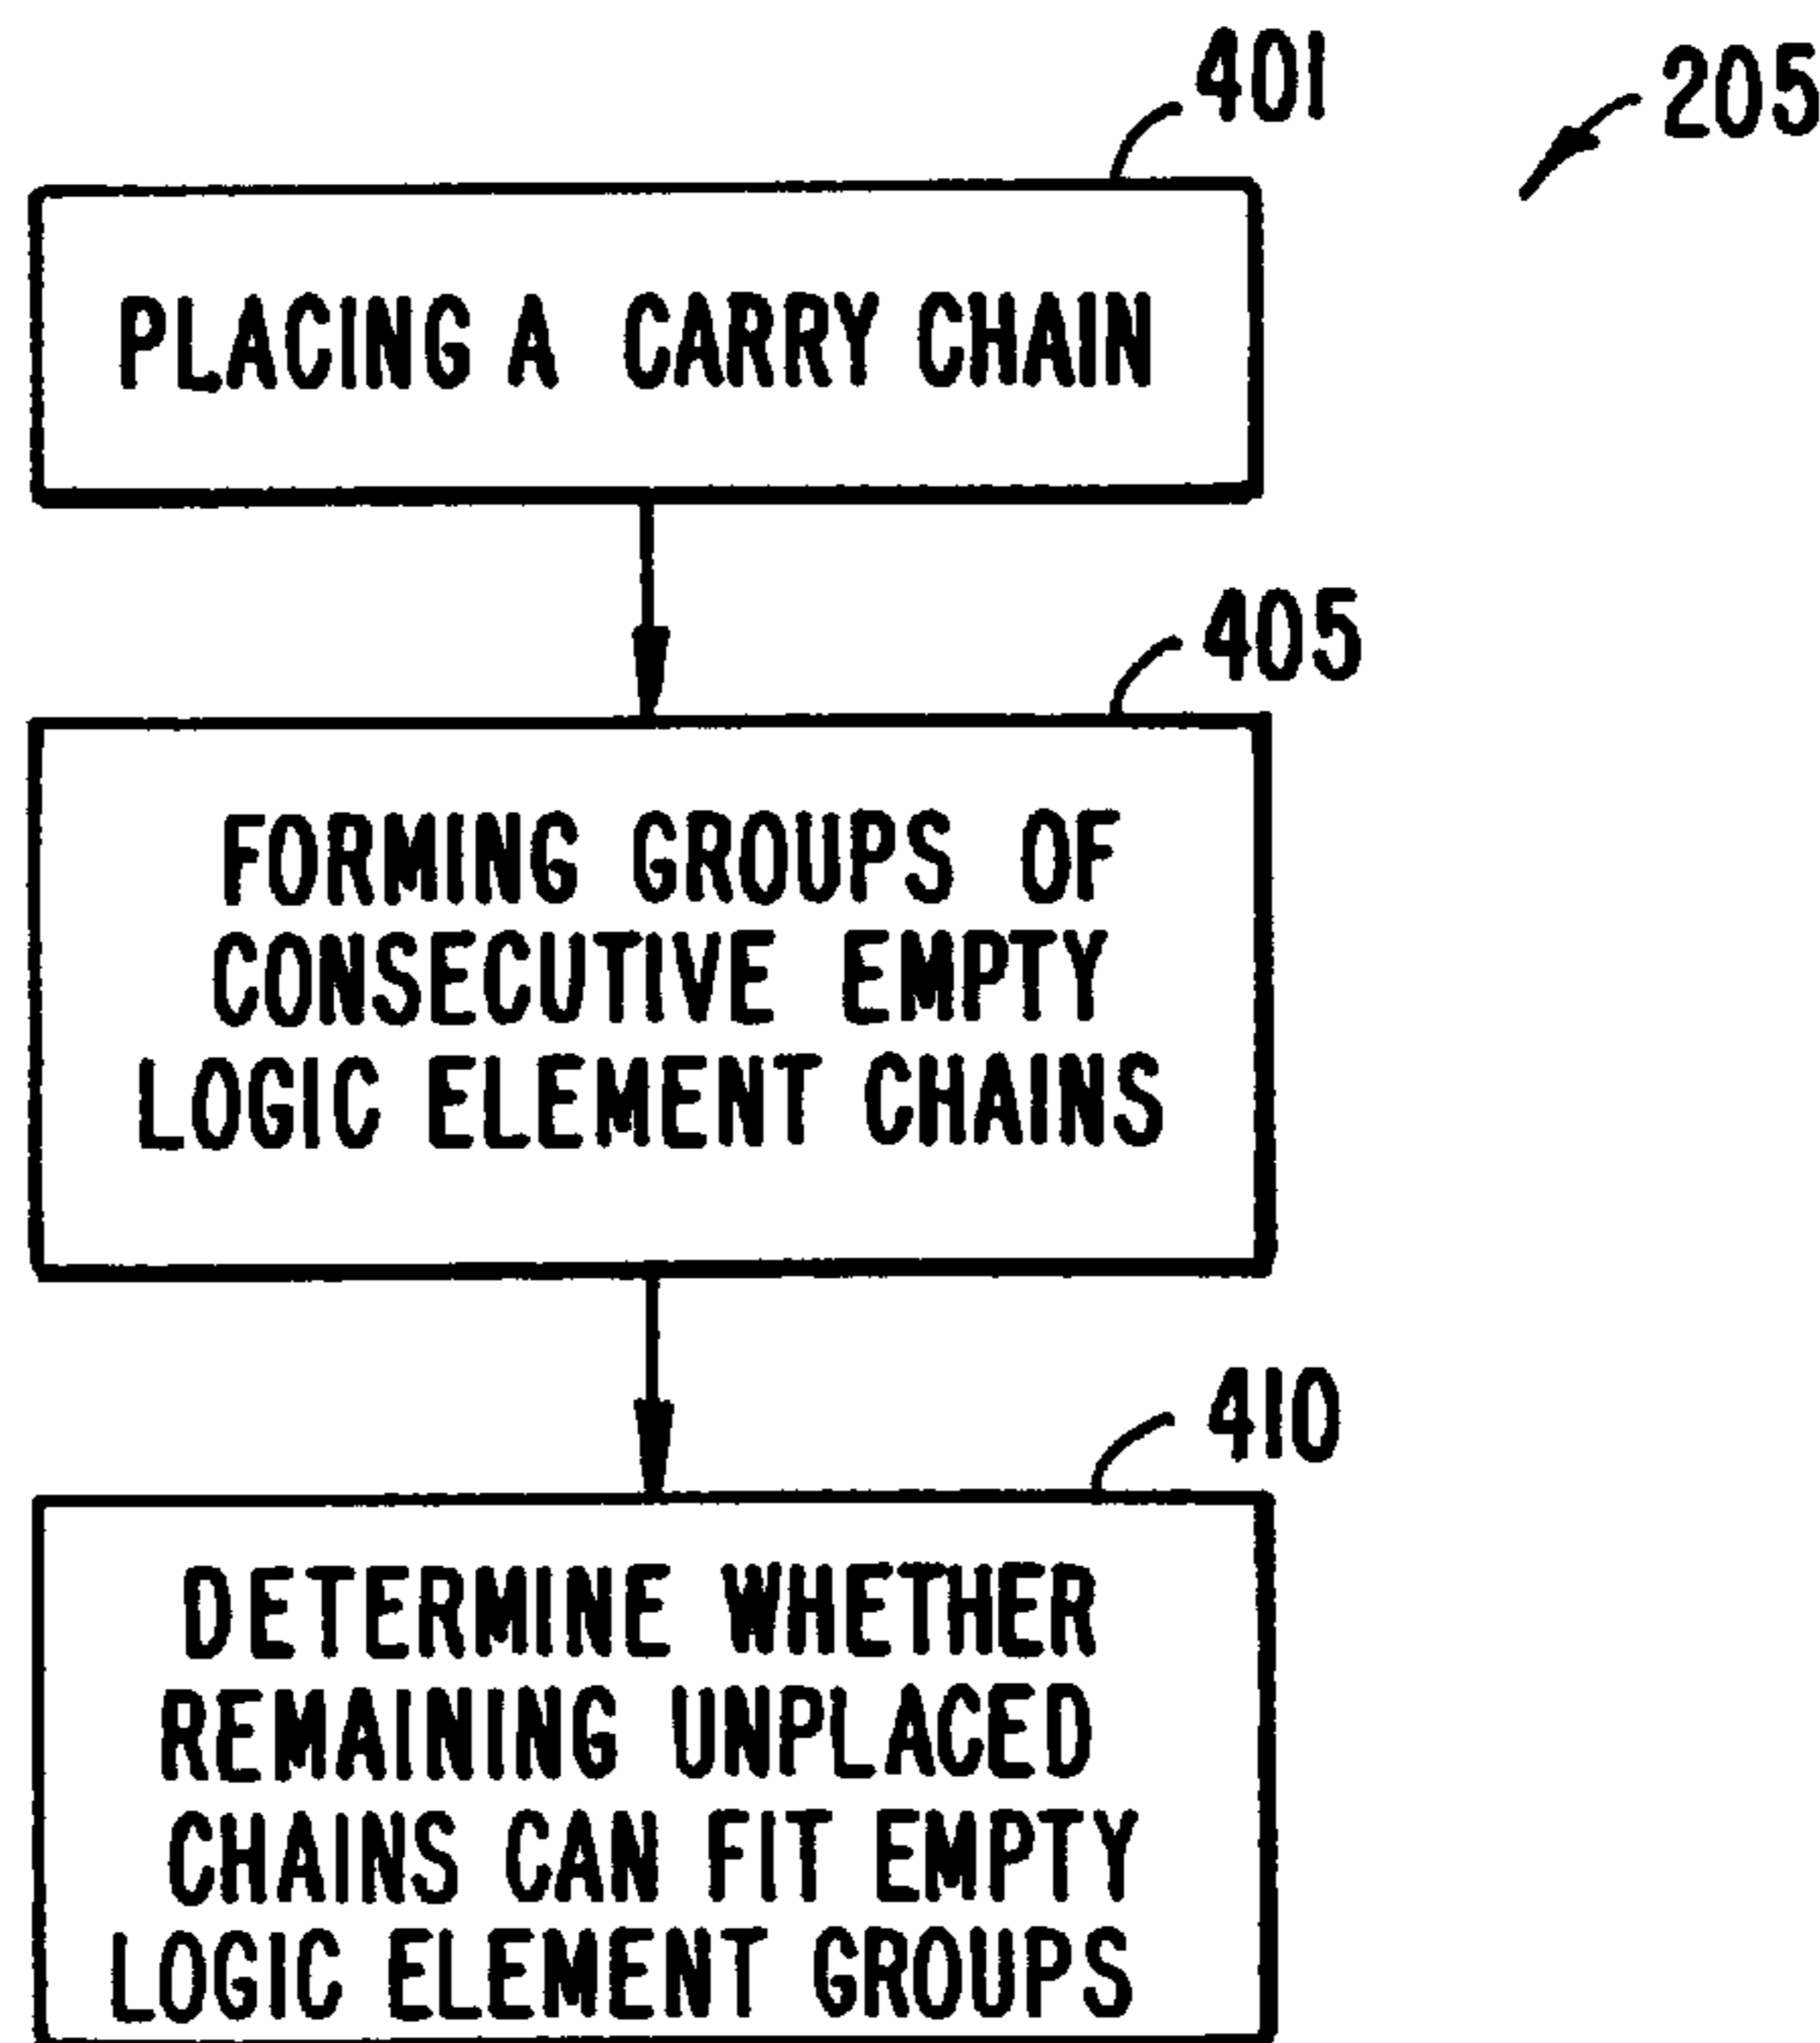 401
205
PLACING A CARRY CHAIN
405
FORMING GROUPS OF
CONSECUTIVE EMPTY
LOGIC ELEMENT CHAINS
410
DETERMINE WHETHER
REMAINING UNPLACED
CHAINS CAN FIT EMPTY
LOGIC ELEMENT GROUPS